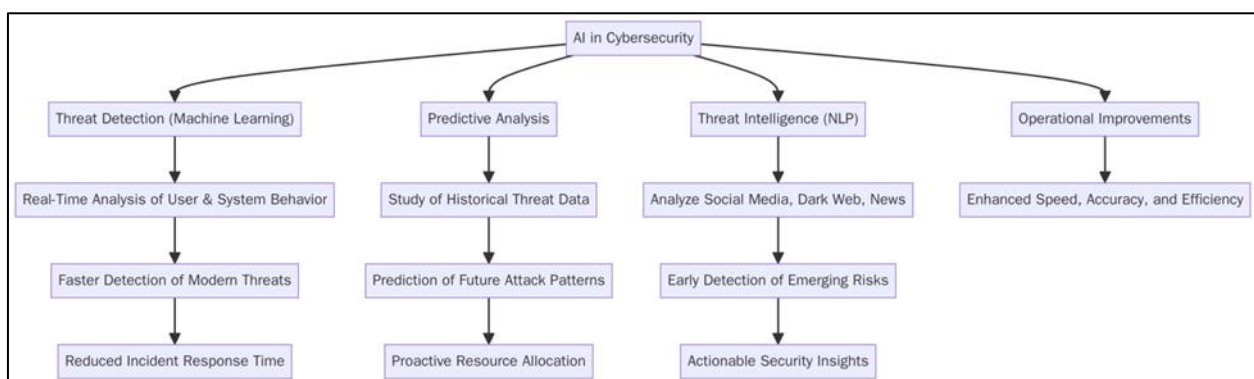 AI in Cybersecurity
Threat Detection (Machine Learning)
Predictive Analysis
Threat Intelligence (NLP)
Operational Improvements
Real-Time Analysis of User & System Behavior
Study of Historical Threat Data
Analyze Social Media, Dark Web, News
Enhanced Speed, Accuracy, and Efficiency
Faster Detection of Modern Threats
Prediction of Future Attack Patterns
Early Detection of Emerging Risks
Reduced Incident Response Time
Proactive Resource Allocation
Actionable Security Insights